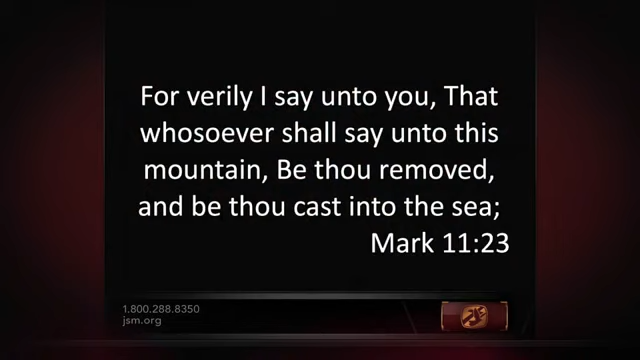 For verily I say unto you, That
whosoever shall say unto this
mountain, Be thou removed,
and be thou cast into the sea;
Mark 11:23
1.800.288.8350
jsm.org